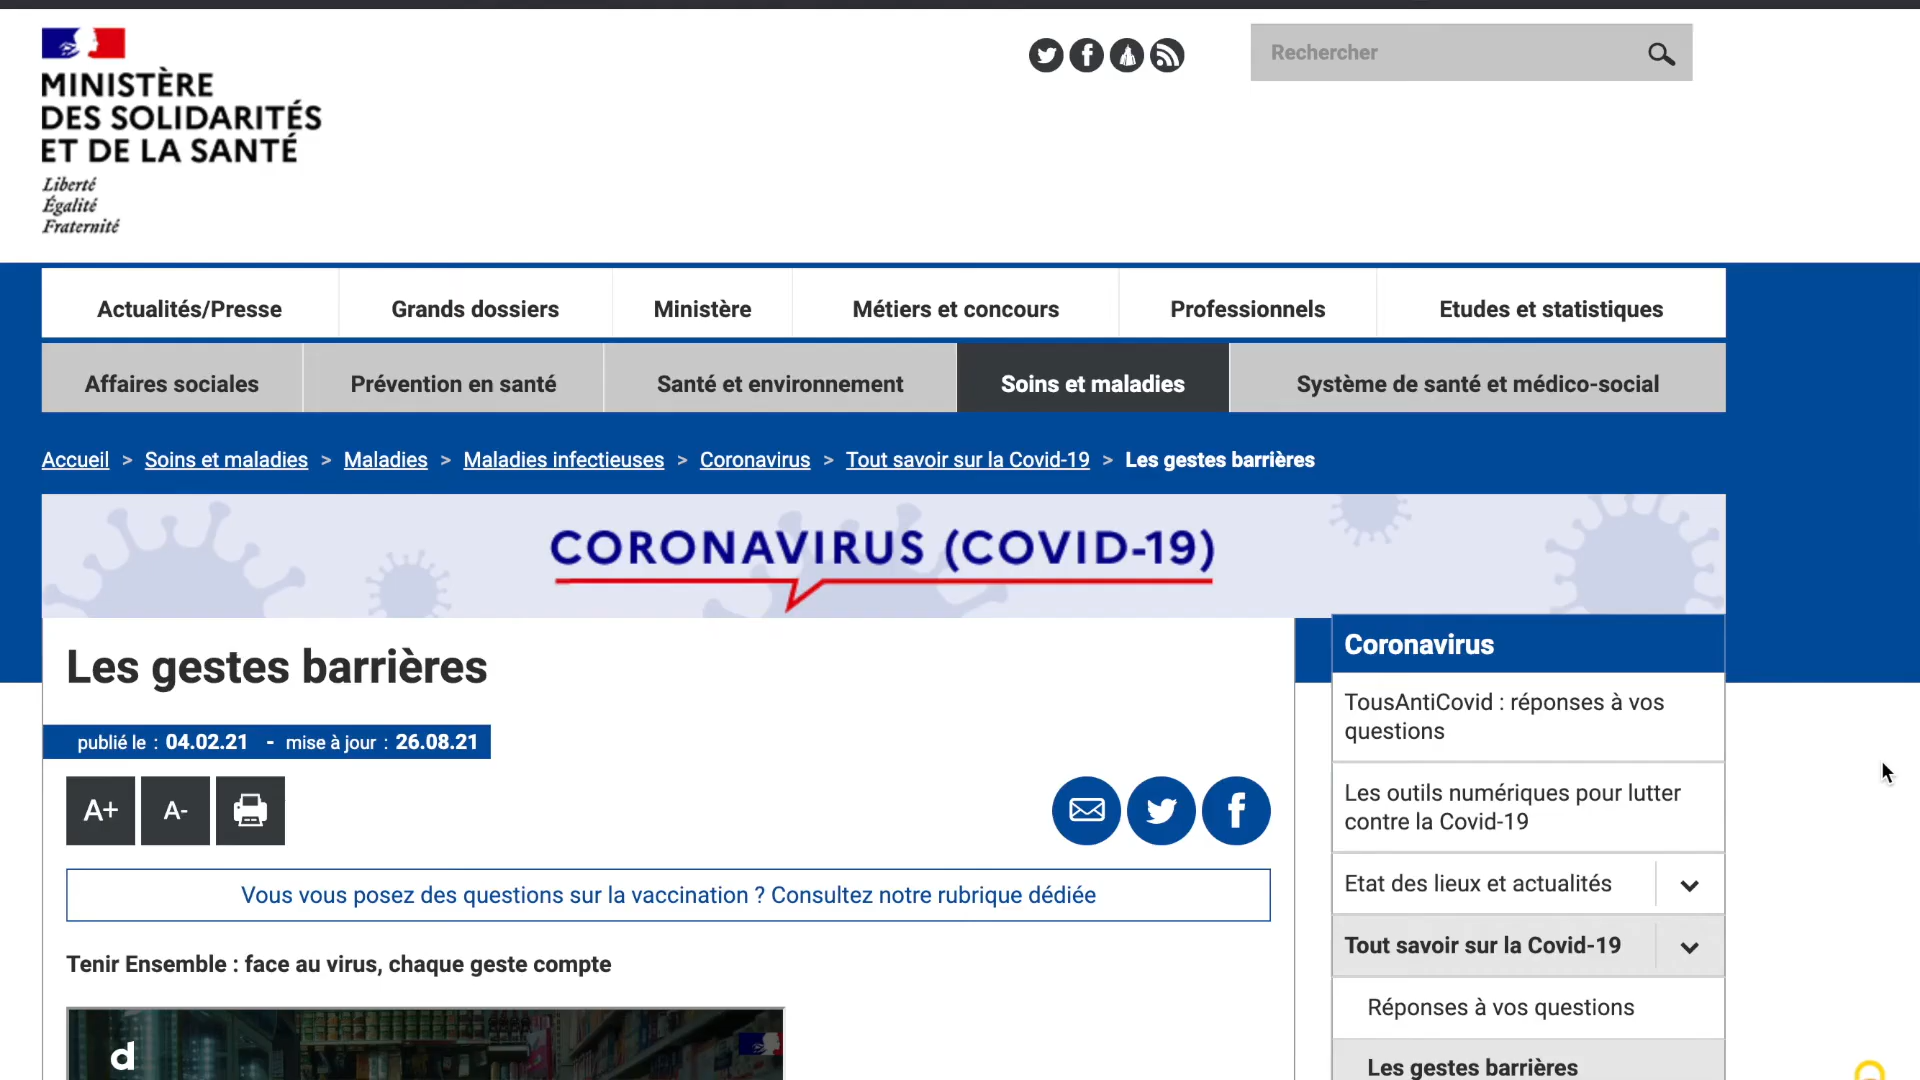 MINISTÈRE
DES SOLIDARITÉS
ET DE LA SANTÉ
Liberté
Égalité
Fraternité
Rechercher
Actualités/Presse
Grands dossiers
Ministère
Métiers et concours
Professionnels
Etudes et statistiques
Affaires sociales
Prévention en santé
Santé et environnement
Soins et maladies
Système de santé et médico-social
Accueil > Soins et maladies > Maladies > Maladies infectieuses > Coronavirus > Tout savoir sur la Covid-19 > Les gestes barrières
CORONAVIRUS (COVID-19)
Les gestes barrières
publié le : 04.02.21 - mise à jour : 26.08.21
A+
A-
Vous vous posez des questions sur la vaccination ? Consultez notre rubrique dédiée
Tenir Ensemble : face au virus, chaque geste compte
d
Coronavirus
TousAntiCovid : réponses à vos
questions
Les outils numériques pour lutter
contre la Covid-19
Etat des lieux et actualités
Tout savoir sur la Covid-19
Réponses à vos questions
Les gestes barrières